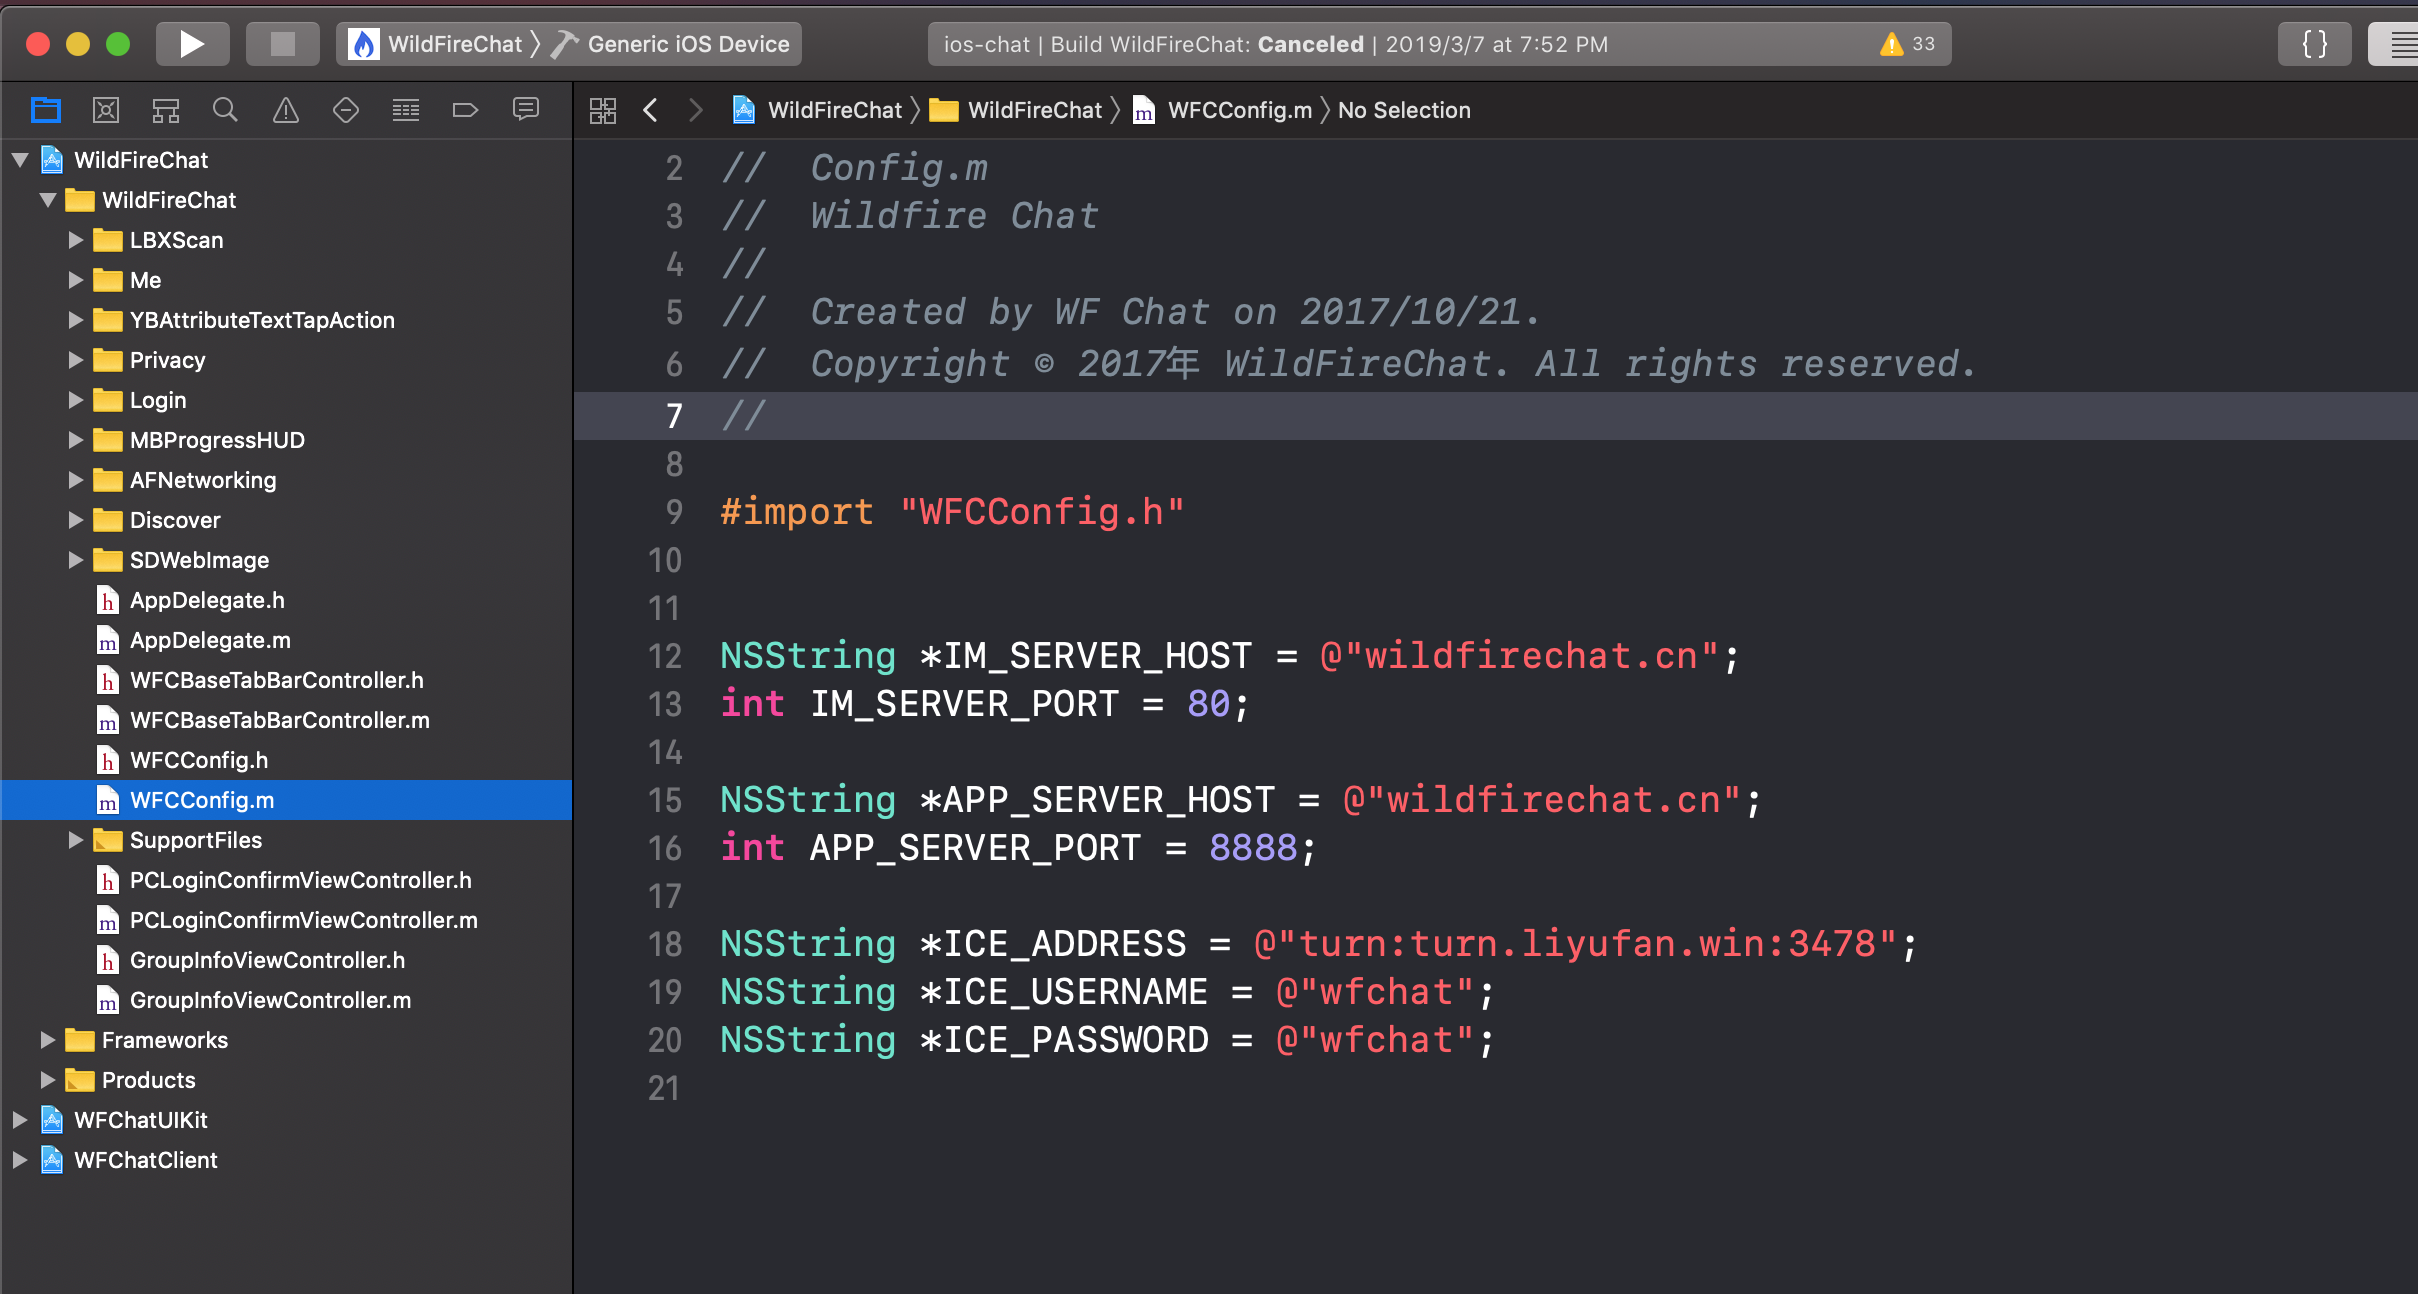 WildFireChat 〉 Generic iOS Device
ios-chat | Build WildFireChat: Canceled | 2019/3/7 at 7:52 PM
33
{}
WildFireChat 〉 WildFireChat 〉 m WFCConfig.m 〉 No Selection
WildFireChat
WildFireChat
LBXScan
Me
YBAttributeTextTapAction
Privacy
Login
MBProgressHUD
AFNetworking
Discover
SDWebImage
h AppDelegate.h
m AppDelegate.m
h WFCBaseTabBarController.h
m WFCBaseTabBarController.m
h WFCConfig.h
m WFCConfig.m
SupportFiles
h PCLoginConfirmViewController.h
m PCLoginConfirmViewController.m
h GroupInfoViewController.h
m GroupInfoViewController.m
Frameworks
Products
WFChatUIKit
WFChatClient
2 //  Config.m
3 //  Wildfire Chat
4 //
5 //  Created by WF Chat on 2017/10/21.
6 //  Copyright © 2017年 WildFireChat. All rights reserved.
7 //
8
9 #import "WFCConfig.h"
10
11
12 NSString *IM_SERVER_HOST = @"wildfirechat.cn";
13 int IM_SERVER_PORT = 80;
14
15 NSString *APP_SERVER_HOST = @"wildfirechat.cn";
16 int APP_SERVER_PORT = 8888;
17
18 NSString *ICE_ADDRESS = @"turn:turn.liyufan.win:3478";
19 NSString *ICE_USERNAME = @"wfchat";
20 NSString *ICE_PASSWORD = @"wfchat";
21